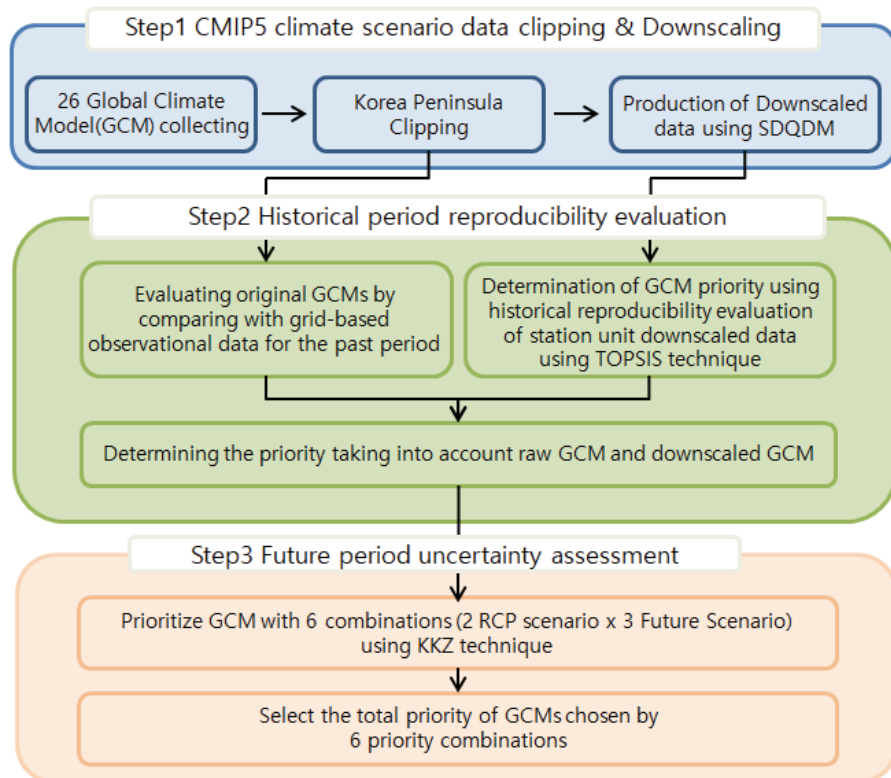 Step1 CMIP5 climate scenario data clipping & Downscaling
26 Global Climate
Model(GCM) collecting
Korea Peninsula
Clipping
Production of Downscaled
data using SDQDM
Step2 Historical period reproducibility evaluation
Evaluating original GCMs by
comparing with grid-based
observational data for the past period
Determination of GCM priority using
historical reproducibility evaluation
of station unit downscaled data
using TOPSIS technique
Determining the priority taking into account raw GCM and downscaled GCM
Step3 Future period uncertainty assessment
Prioritize GCM with 6 combinations (2 RCP scenario x 3 Future Scenario)
using KKZ technique
Select the total priority of GCMs chosen by
6 priority combinations